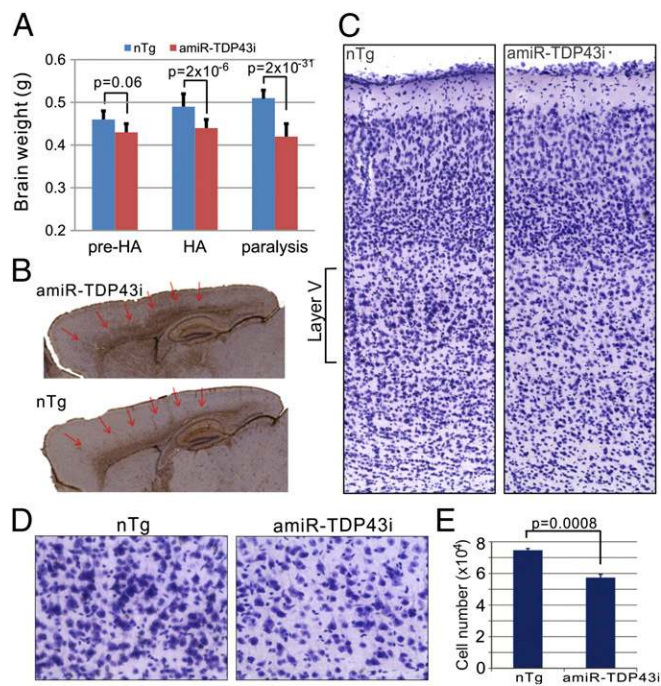 A
nTg
amiR-TDP43i
Brain weight (g)
0.6
0.5
0.4
0.3
0.2
p=0.06
p=2x10-6
p=2x10-31
pre-HA
HA
paralysis
B
amiR-TDP43i
nTg
C
nTg
amiR-TDP43i
Layer V
D
nTg
amiR-TDP43i
E
p=0.0008
Cell number (x10⁴)
8
6
4
2
0
nTg
amiR-TDP43i